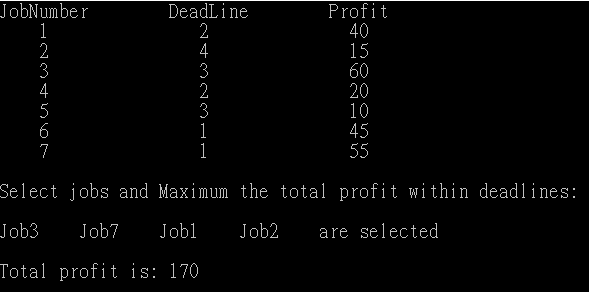 JobNumber DeadLine Profit
1 2 40
2 4 15
3 3 60
4 2 20
5 3 10
6 1 45
7 1 55
Select jobs and Maximum the total profit within deadlines:
Job3 Job7 Job1 Job2 are selected
Total profit is: 170